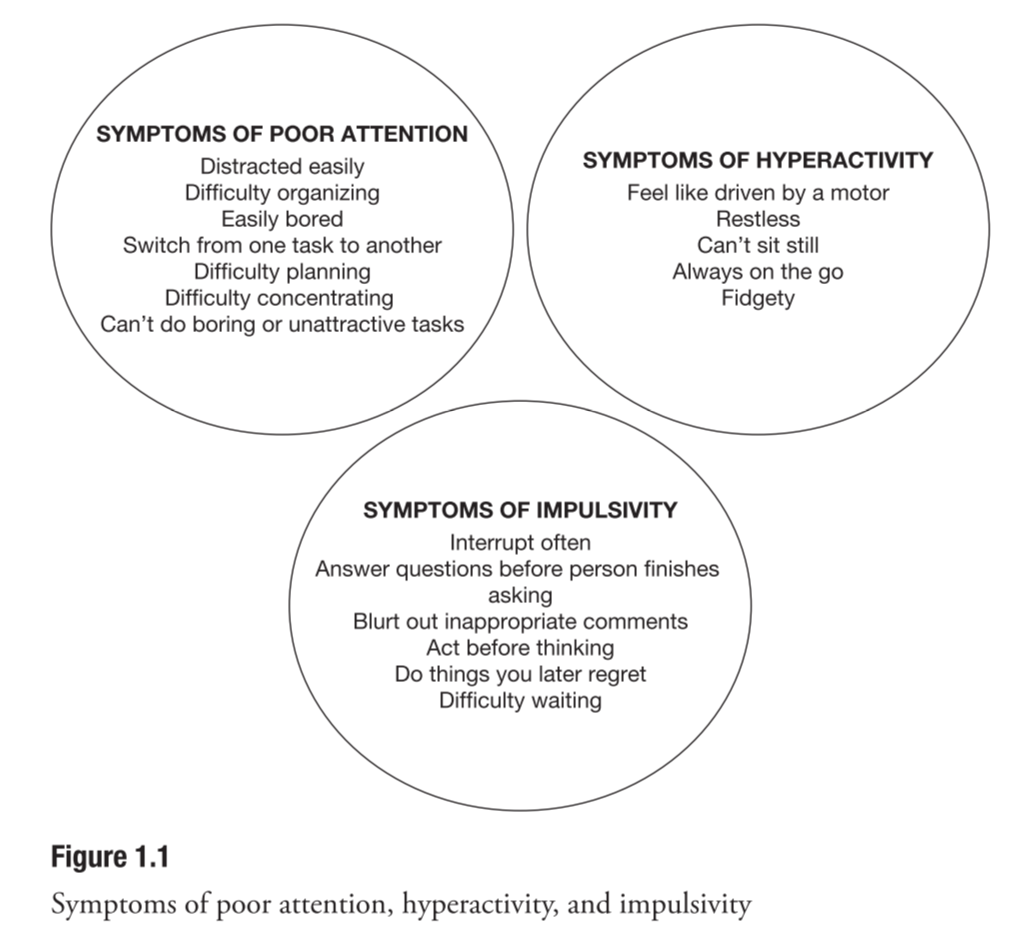 SYMPTOMS OF POOR ATTENTION
Distracted easily
Difficulty organizing
Easily bored
Switch from one task to another
Difficulty planning
Difficulty concentrating
Can't do boring or unattractive tasks
SYMPTOMS OF HYPERACTIVITY
Feel like driven by a motor
Restless
Can't sit still
Always on the go
Fidgety
SYMPTOMS OF IMPULSIVITY
Interrupt often
Answer questions before person finishes
asking
Blurt out inappropriate comments
Act before thinking
Do things you later regret
Difficulty waiting
Figure 1.1
Symptoms of poor attention, hyperactivity, and impulsivity